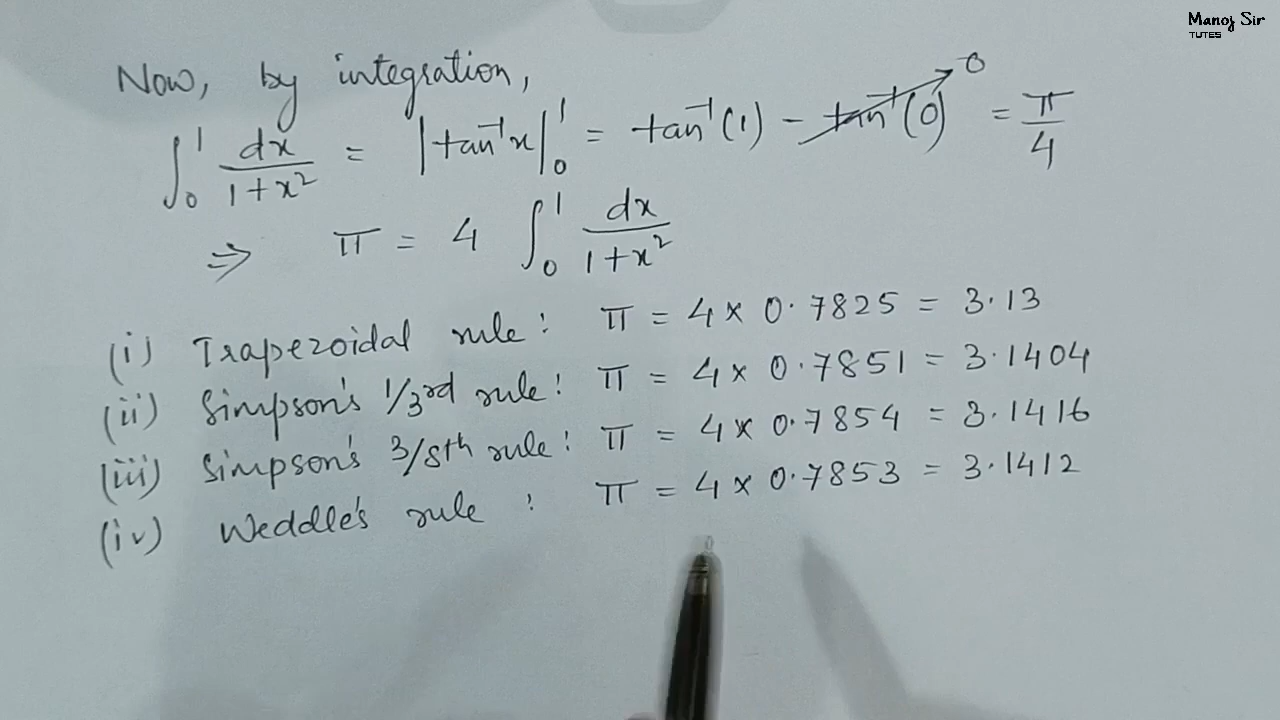 Manoj Sir
TUTES
Now, by integration,
∫₀¹ dx/(1+x²) = |tan⁻¹x|₀¹ = tan⁻¹(1) - tan⁻¹(0) → 0 = π/4
⇒ π = 4 ∫₀¹ dx/(1+x²)
(i) Trapezoidal rule : π = 4 × 0.7825 = 3.13
(ii) Simpson's 1/3rd rule : π = 4 × 0.7851 = 3.1404
(iii) Simpson's 3/8th rule : π = 4 × 0.7854 = 3.1416
(iv) Weddle's rule : π = 4 × 0.7853 = 3.1412